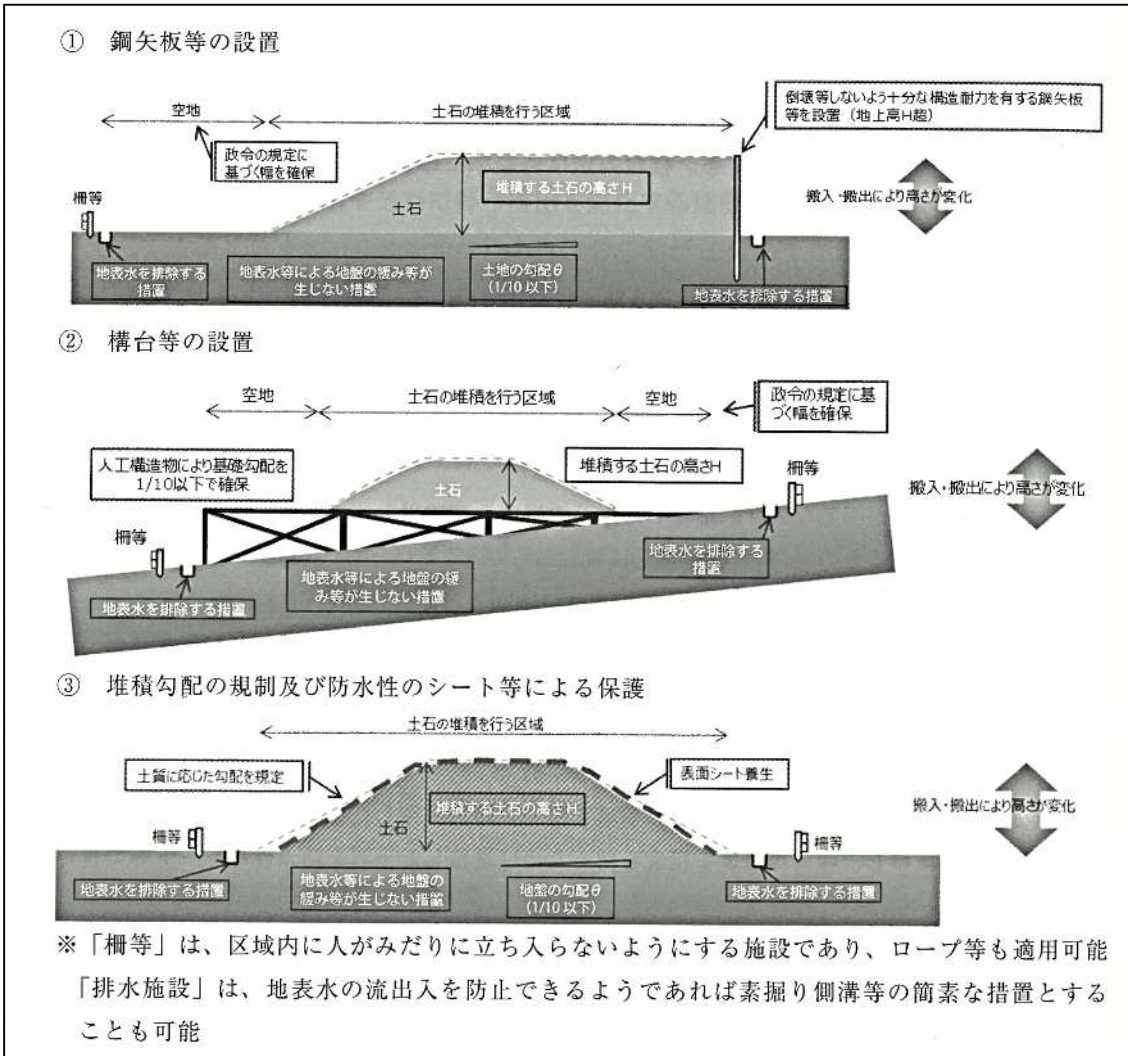 ① 鋼矢板等の設置
空地
土石の堆積を行う区域
倒壊等しないよう十分な構造耐力を有する鋼矢板
等を設置（地上高H超）
政令の規定に
基づく幅を確保
柵等
堆積する土石の高さH
土石
搬入・搬出により高さが変化
地表水を排除する
措置
地表水等による地盤の緩み等が
生じない措置
土地の勾配θ
(1/10以下)
地表水を排除する措置
② 構台等の設置
空地
土石の堆積を行う区域
空地
政令の規定に基
づく幅を確保
人工構造物により基礎勾配を
1/10以下で確保
土石
堆積する土石の高さH
柵等
搬入・搬出により高さが変化
柵等
地表水を排除する
措置
地表水等による地盤の緩
み等が生じない措置
地表水を排除する措置
③ 堆積勾配の規制及び防水性のシート等による保護
土石の堆積を行う区域
土質に応じた勾配を規定
表面シート養生
堆積する土石の高さH
搬入・搬出により高さが変化
柵等
土石
柵等
地表水を排除する措置
地表水等による地盤の
緩み等が生じない措置
地盤の勾配θ
(1/10以下)
地表水を排除する措置
※「柵等」は、区域内に人がみだりに立ち入らないようにする施設であり、ロープ等も適用可能
「排水施設」は、地表水の流出入を防止できるようであれば素掘り側溝等の簡素な措置とする
ことも可能